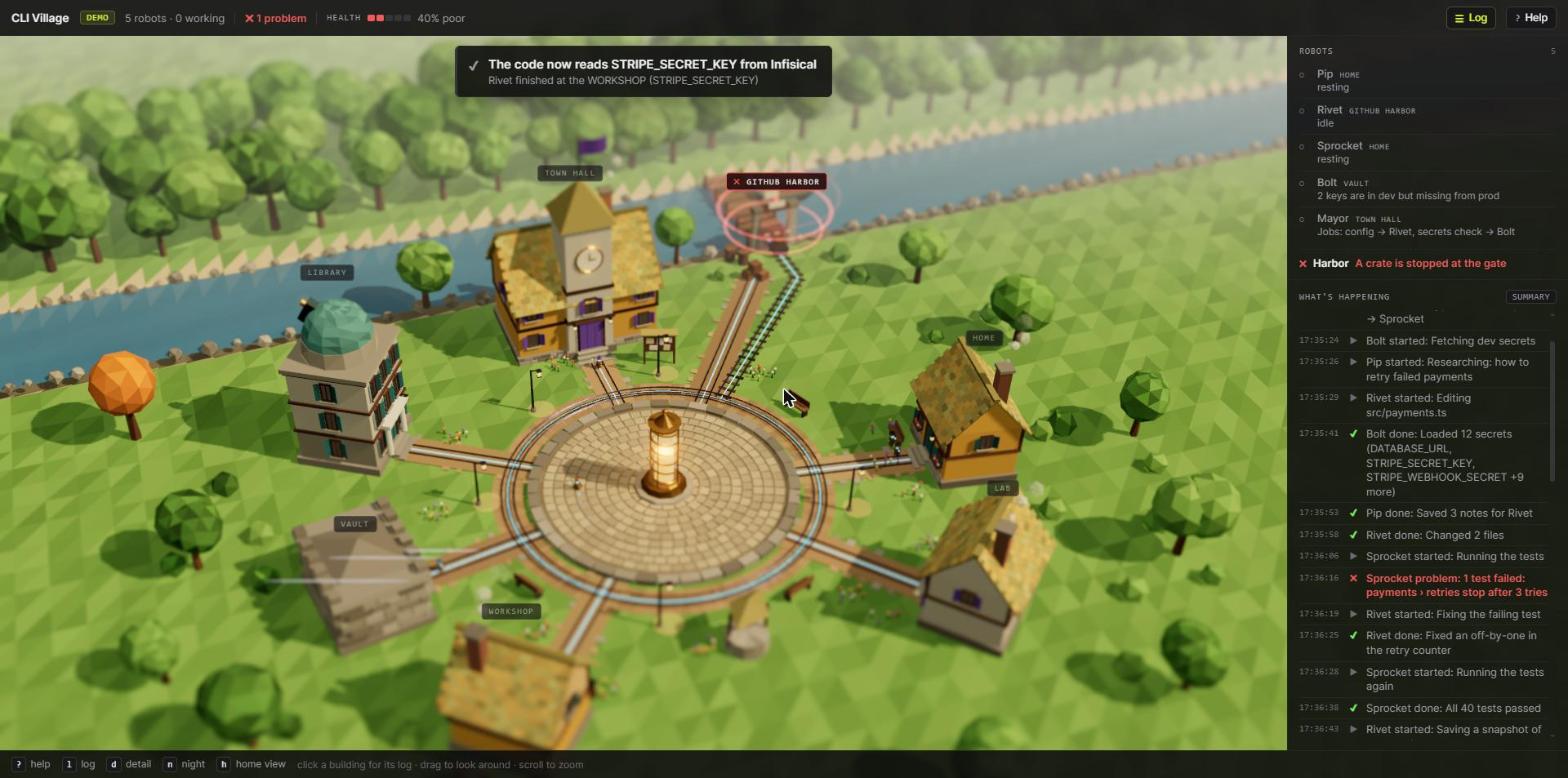 CLI Village DEMO 5 robots · 0 working 1 problem HEALTH 40% poor Log ? Help
The code now reads STRIPE_SECRET_KEY from Infisical
Rivet finished at the WORKSHOP (STRIPE_SECRET_KEY)
TOWN HALL
GITHUB HARBOR
LIBRARY
HOME
LAB
VAULT
WORKSHOP
ROBOTS 5
Pip HOME
resting
Rivet GITHUB HARBOR
idle
Sprocket HOME
resting
Bolt VAULT
2 keys are in dev but missing from prod
Mayor TOWN HALL
Jobs: config → Rivet, secrets check → Bolt
Harbor A crate is stopped at the gate
WHAT'S HAPPENING SUMMARY
→ Sprocket
17:35:24 Bolt started: Fetching dev secrets
17:35:26 Pip started: Researching: how to
retry failed payments
17:35:29 Rivet started: Editing
src/payments.ts
17:35:41 Bolt done: Loaded 12 secrets
(DATABASE_URL,
STRIPE_SECRET_KEY,
STRIPE_WEBHOOK_SECRET +9
more)
17:35:53 Pip done: Saved 3 notes for Rivet
17:35:58 Rivet done: Changed 2 files
17:36:06 Sprocket started: Running the tests
17:36:16 Sprocket problem: 1 test failed:
payments › retries stop after 3 tries
17:36:19 Rivet started: Fixing the failing test
17:36:25 Rivet done: Fixed an off-by-one in
the retry counter
17:36:28 Sprocket started: Running the tests
again
17:36:38 Sprocket done: All 40 tests passed
17:36:43 Rivet started: Saving a snapshot of
? help l log d detail n night h home view click a building for its log · drag to look around · scroll to zoom